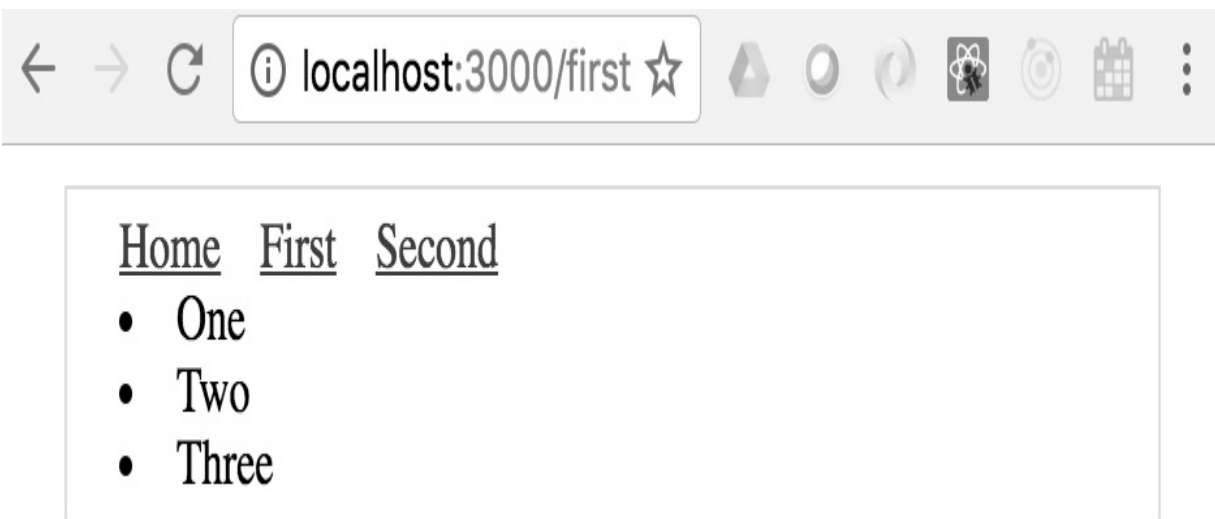 localhost:3000/first
Home First Second
• One
• Two
• Three